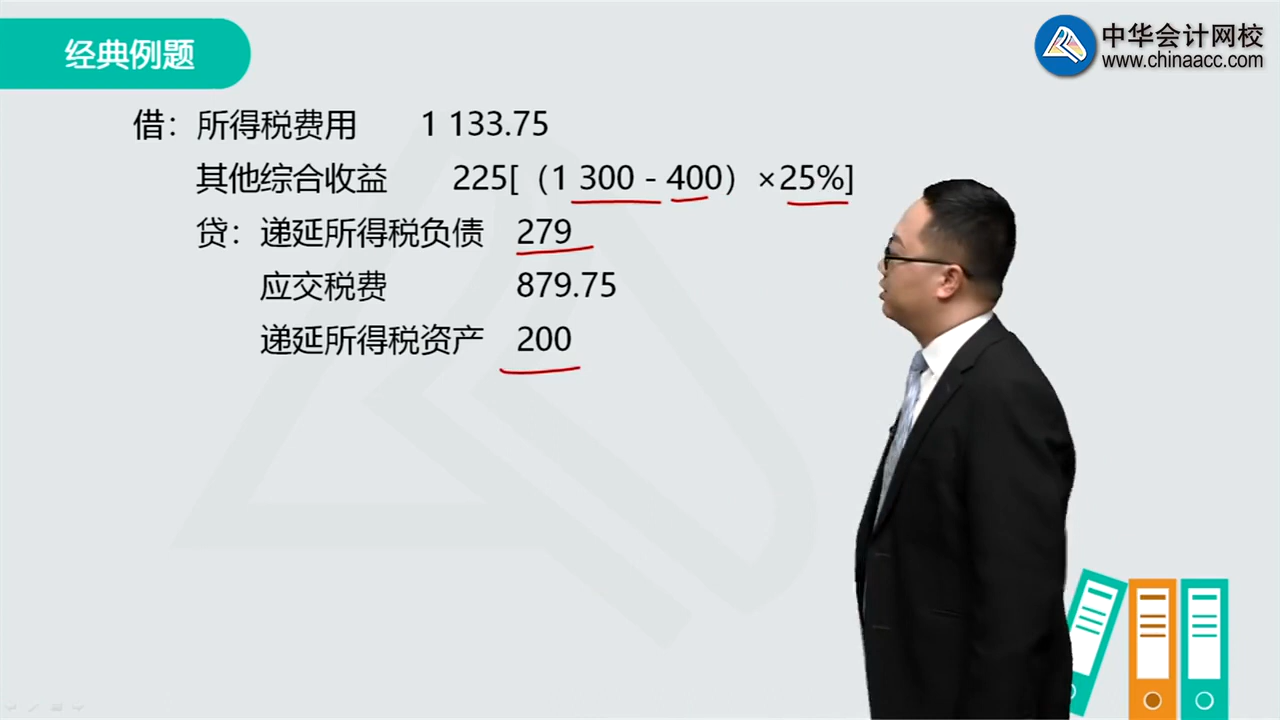 经典例题
中华会计网校
www.chinaacc.com
借：所得税费用 1 133.75
其他综合收益 225[（1 300 - 400）×25%]
贷：递延所得税负债 279
应交税费 879.75
递延所得税资产 200